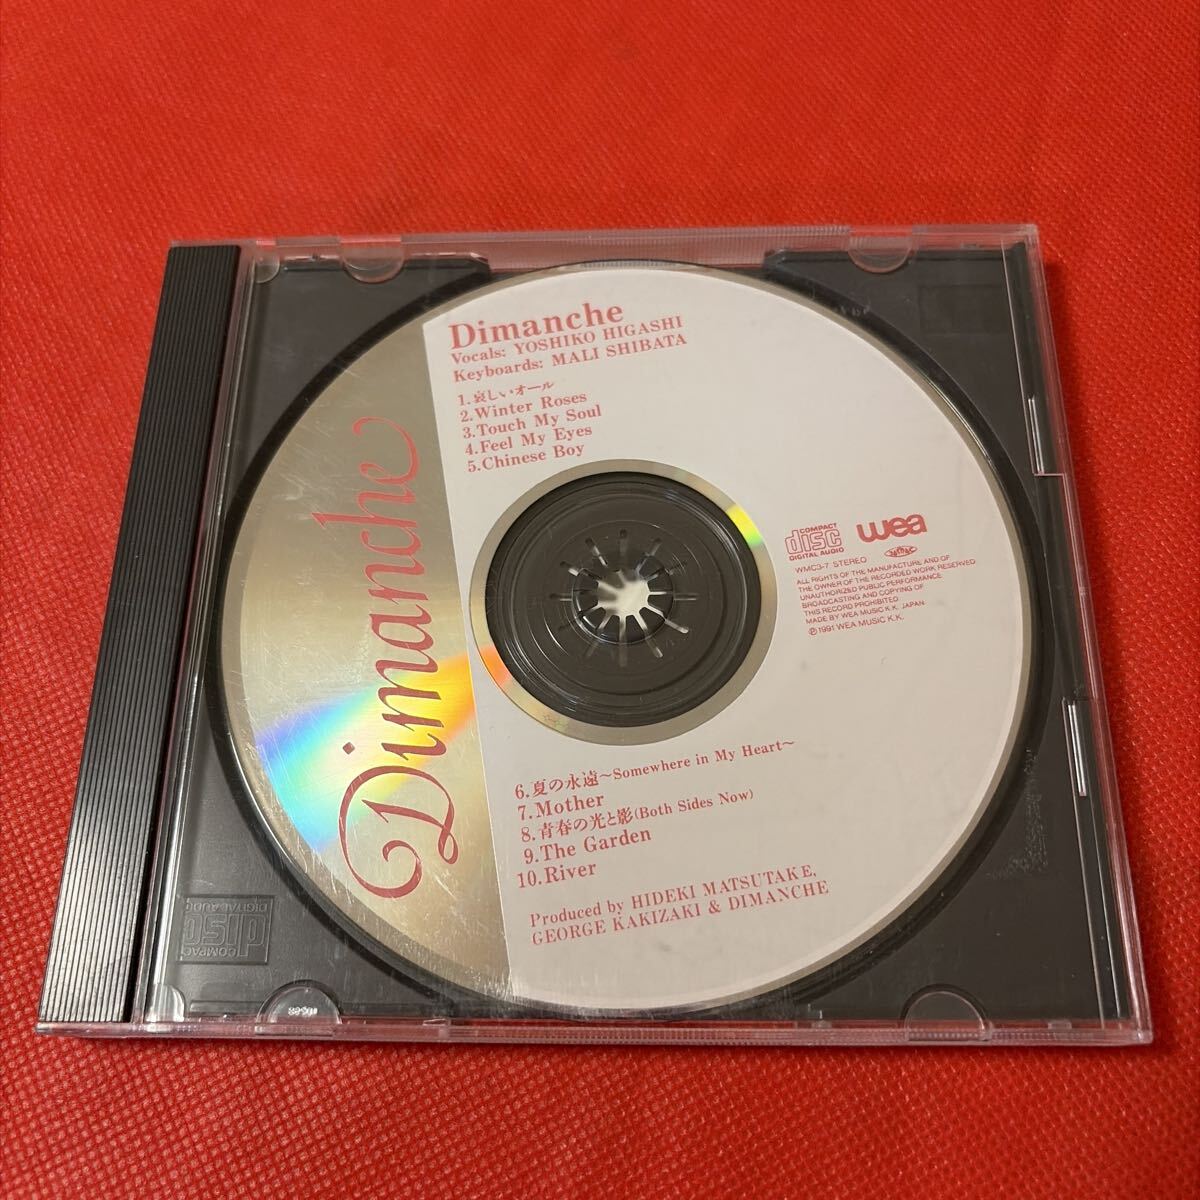 Dimanche
Dimanche
Vocals: YOSHIKO HIGASHI
Keyboards: MALI SHIBATA
1.哀しいオール
2.Winter Roses
3.Touch My Soul
4.Feel My Eyes
5.Chinese Boy
COMPACT
disc
DIGITAL AUDIO
wea
WMC3-7 STEREO
ALL RIGHTS OF THE MANUFACTURE AND OF
THE OWNER OF THE RECORDED WORK RESERVED
UNAUTHORIZED PUBLIC PERFORMANCE
BROADCASTING AND COPYING OF
THIS RECORD PROHIBITED
MADE BY WEA MUSIC K.K. JAPAN.
Ⓟ1991 WEA MUSIC K.K.
6.夏の永遠~Somewhere in My Heart~
7.Mother
8.青春の光と影(Both Sides Now)
9.The Garden
10.River
Produced by HIDEKI MATSUTAKE,
GEORGE KAKIZAKI & DIMANCHE
COMPACT
disc
DIGITAL AUDIO